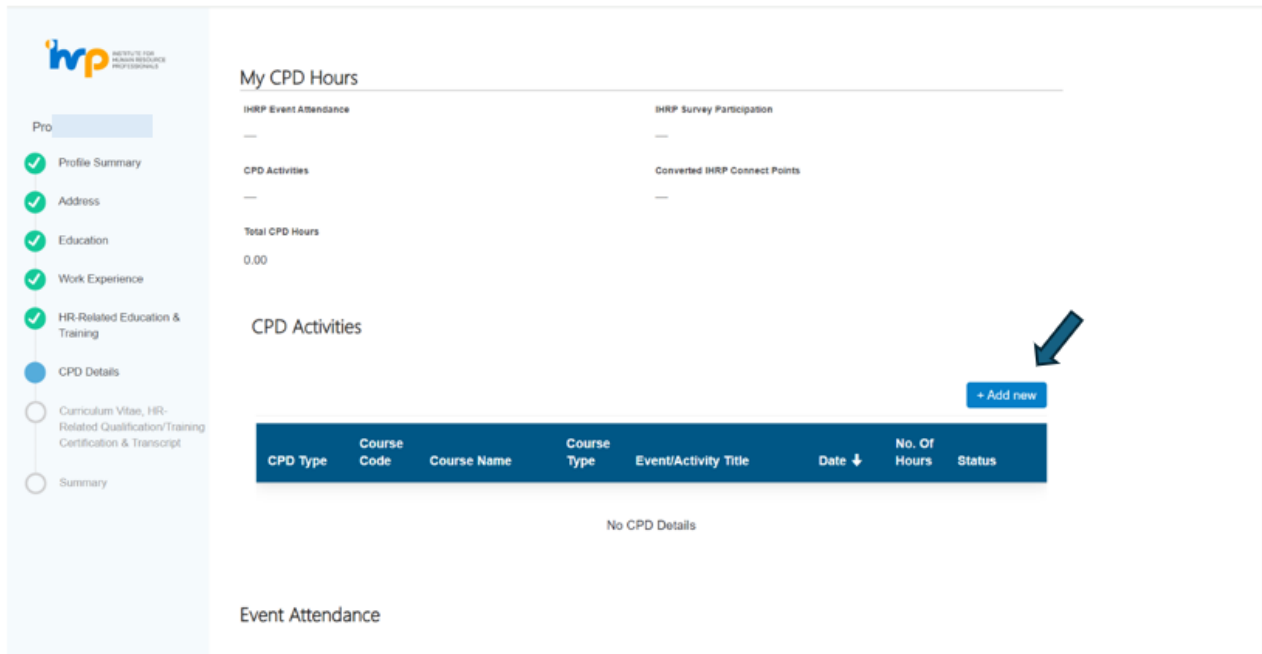 ihrp
INSTITUTE FOR
HUMAN RESOURCE
PROFESSIONALS
Pro
Profile Summary
Address
Education
Work Experience
HR-Related Education &
Training
CPD Details
Curriculum Vitae, HR-
Related Qualification/Training
Certification & Transcript
Summary
My CPD Hours
IHRP Event Attendance
IHRP Survey Participation
—
—
CPD Activities
Converted IHRP Connect Points
—
—
Total CPD Hours
0.00
CPD Activities
+ Add new
CPD Type
Course
Code
Course Name
Course
Type
Event/Activity Title
Date
No. Of
Hours
Status
No CPD Details
Event Attendance